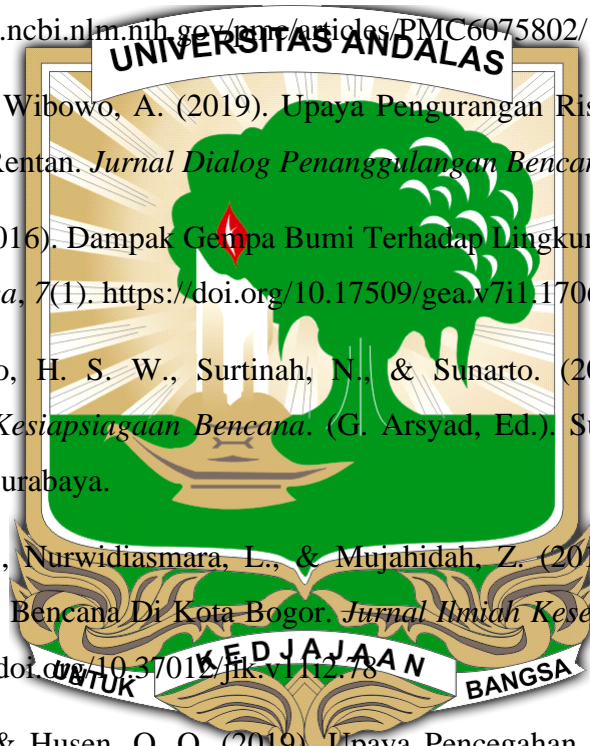 .ncbi.nlm.nih.gov/pmc/articles/PMC6075802/
UNIVERSITAS ANDALAS
Wibowo, A. (2019). Upaya Pengurangan Ris
Rentan. Jurnal Dialog Penanggulangan Bencan
016). Dampak Gempa Bumi Terhadap Lingkun
ea, 7(1). https://doi.org/10.17509/gea.v7i1.1706
o, H. S. W., Surtinah, N., & Sunarto. (20
Kesiapsiagaan Bencana. (G. Arsyad, Ed.). Su
urabaya.
., Nurwidiasmara, L., & Mujahidah, Z. (201
Bencana Di Kota Bogor. Jurnal Ilmiah Kese
doi.org/10.37012/jik.v11i2.78
UNTUK KEDJAJAAN BANGSA
& Husen, O. O. (2019). Upaya Pencegahan